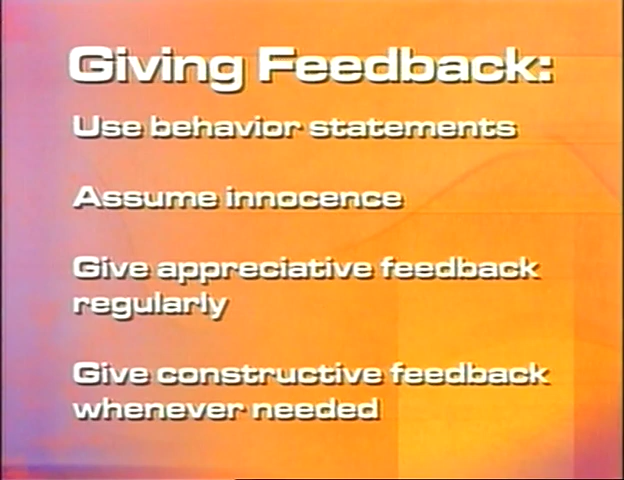 Giving Feedback:
Use behavior statements
Assume innocence
Give appreciative feedback
regularly
Give constructive feedback
whenever needed